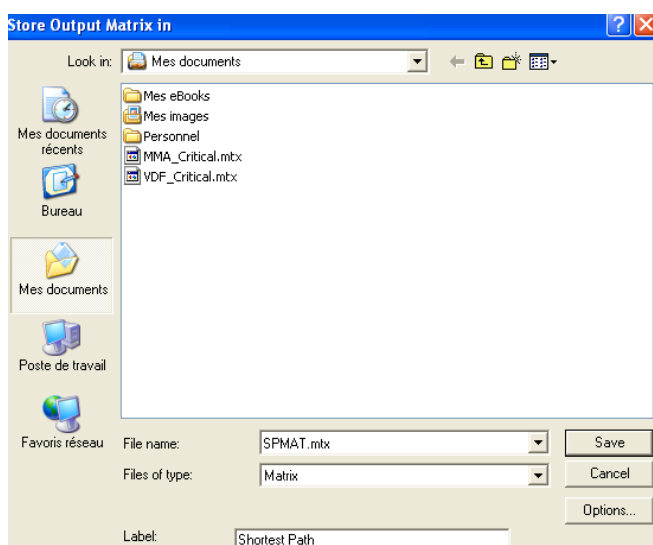 Store Output Matrix in
Look in: Mes documents
Mes documents récents
Bureau
Mes documents
Poste de travail
Favoris réseau
Mes eBooks
Mes images
Personnel
MMA_Critical.mtx
VDF_Critical.mtx
File name: SPMAT.mtx Save
Files of type: Matrix Cancel
Options...
Label: Shortest Path